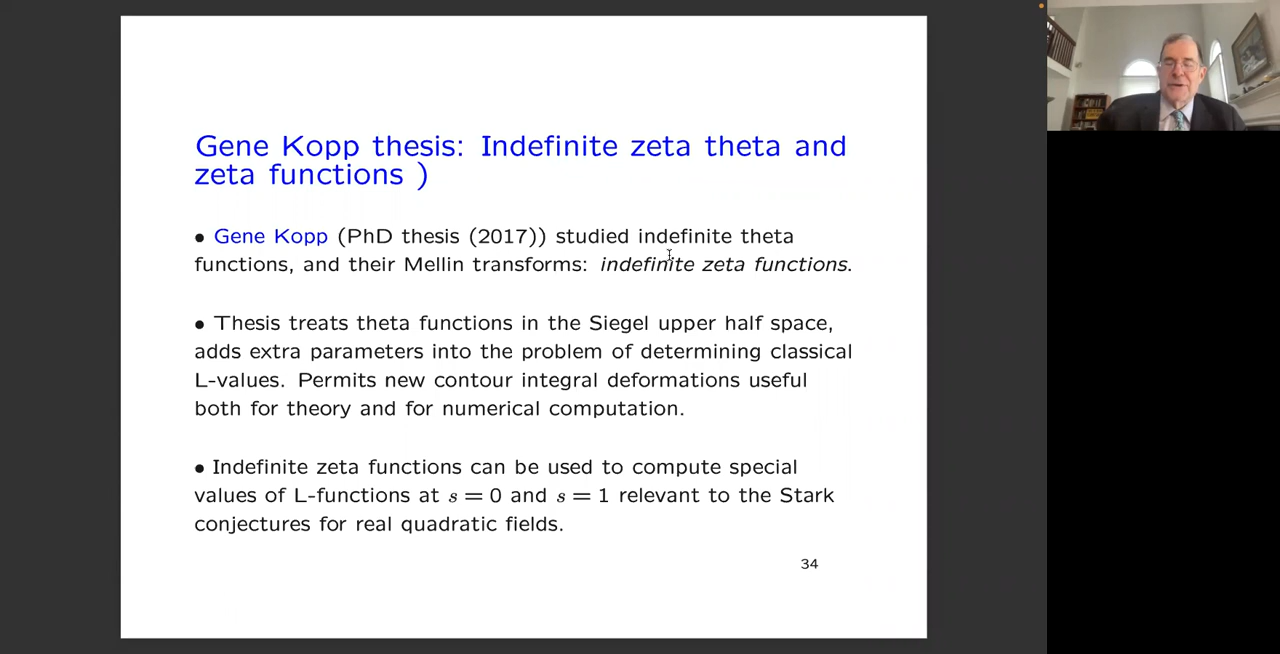 Gene Kopp thesis: Indefinite zeta theta and
zeta functions )
• Gene Kopp (PhD thesis (2017)) studied indefinite theta
functions, and their Mellin transforms: indefinite zeta functions.
• Thesis treats theta functions in the Siegel upper half space,
adds extra parameters into the problem of determining classical
L-values. Permits new contour integral deformations useful
both for theory and for numerical computation.
• Indefinite zeta functions can be used to compute special
values of L-functions at s = 0 and s = 1 relevant to the Stark
conjectures for real quadratic fields.
34